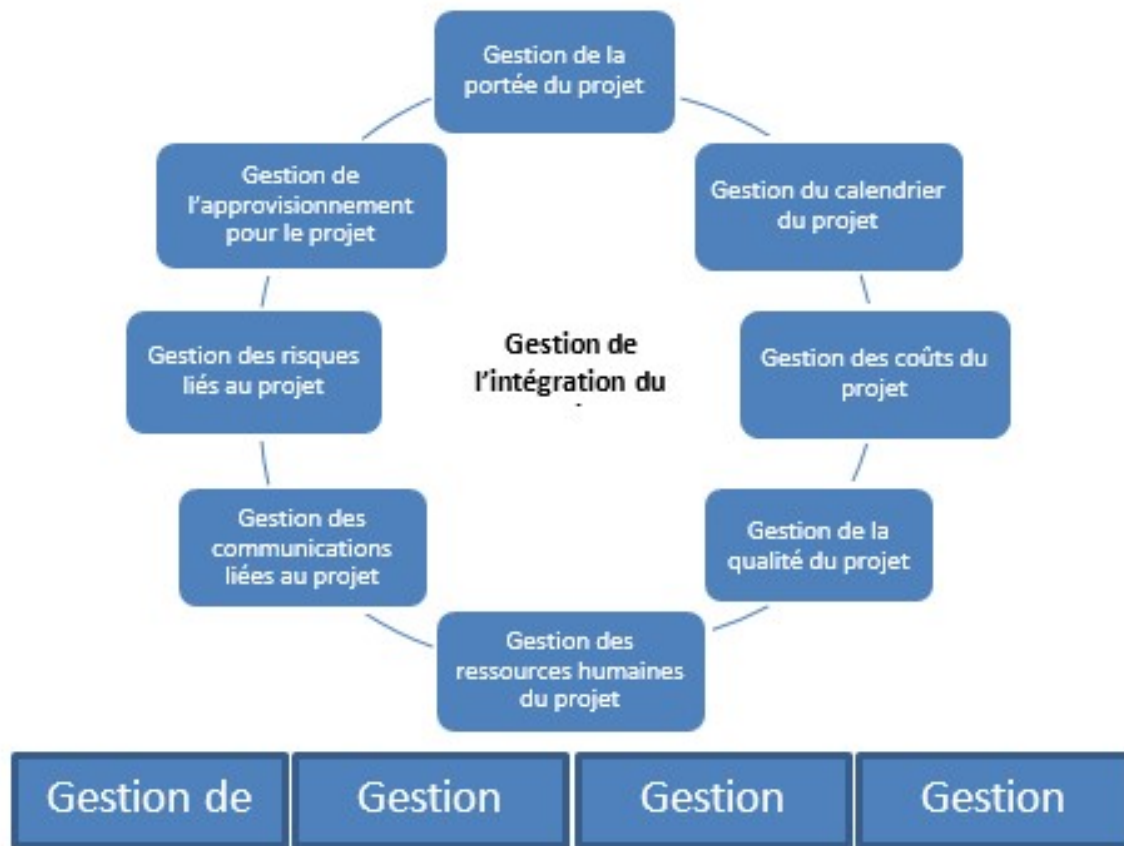 Gestion de la
portée du projet
Gestion du calendrier
du projet
Gestion des coûts du
projet
Gestion de la
qualité du projet
Gestion des
ressources humaines
du projet
Gestion des
communications
liées au projet
Gestion des risques
liés au projet
Gestion de
l’approvisionnement
pour le projet
Gestion de
l’intégration du
Gestion de
Gestion
Gestion
Gestion